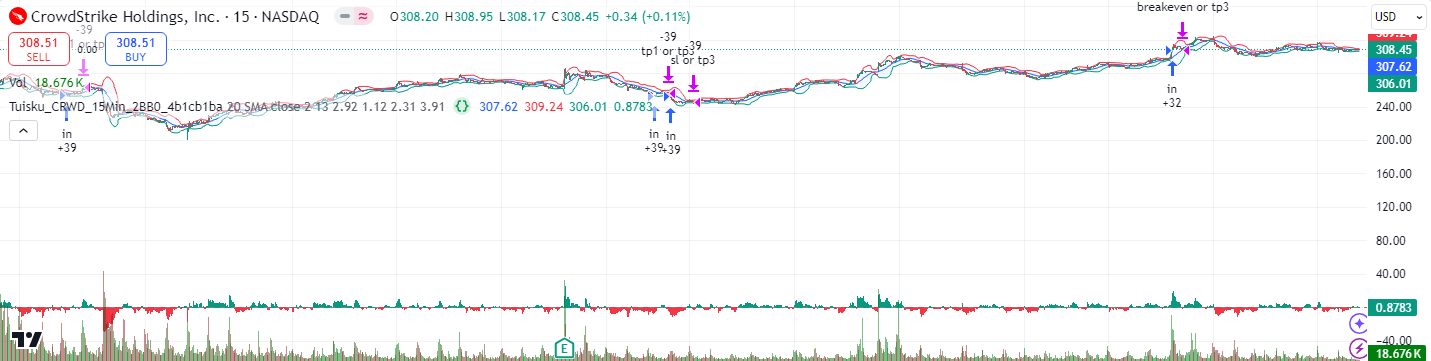 CrowdStrike Holdings, Inc. · 15 · NASDAQ O308.20 H308.95 L308.17 C308.45 +0.34 (+0.11%)
308.51 SELL
0.00
308.51 BUY
Vol 18.676 K
Tuisku_CRWD_15Min_2BB0_4b1cb1ba 20 SMA close 2 13 2.92 1.12 2.31 3.91 307.62 309.24 306.01 0.8783
-39
in
+39
-39
tp1 or tp3
-39
sl or tp3
in
+39
in
+39
breakeven or tp3
in
+32
E
USD
309.24
308.45
307.62
306.01
240.00
200.00
160.00
120.00
80.00
40.00
0.8783
−40.00
18.676 K